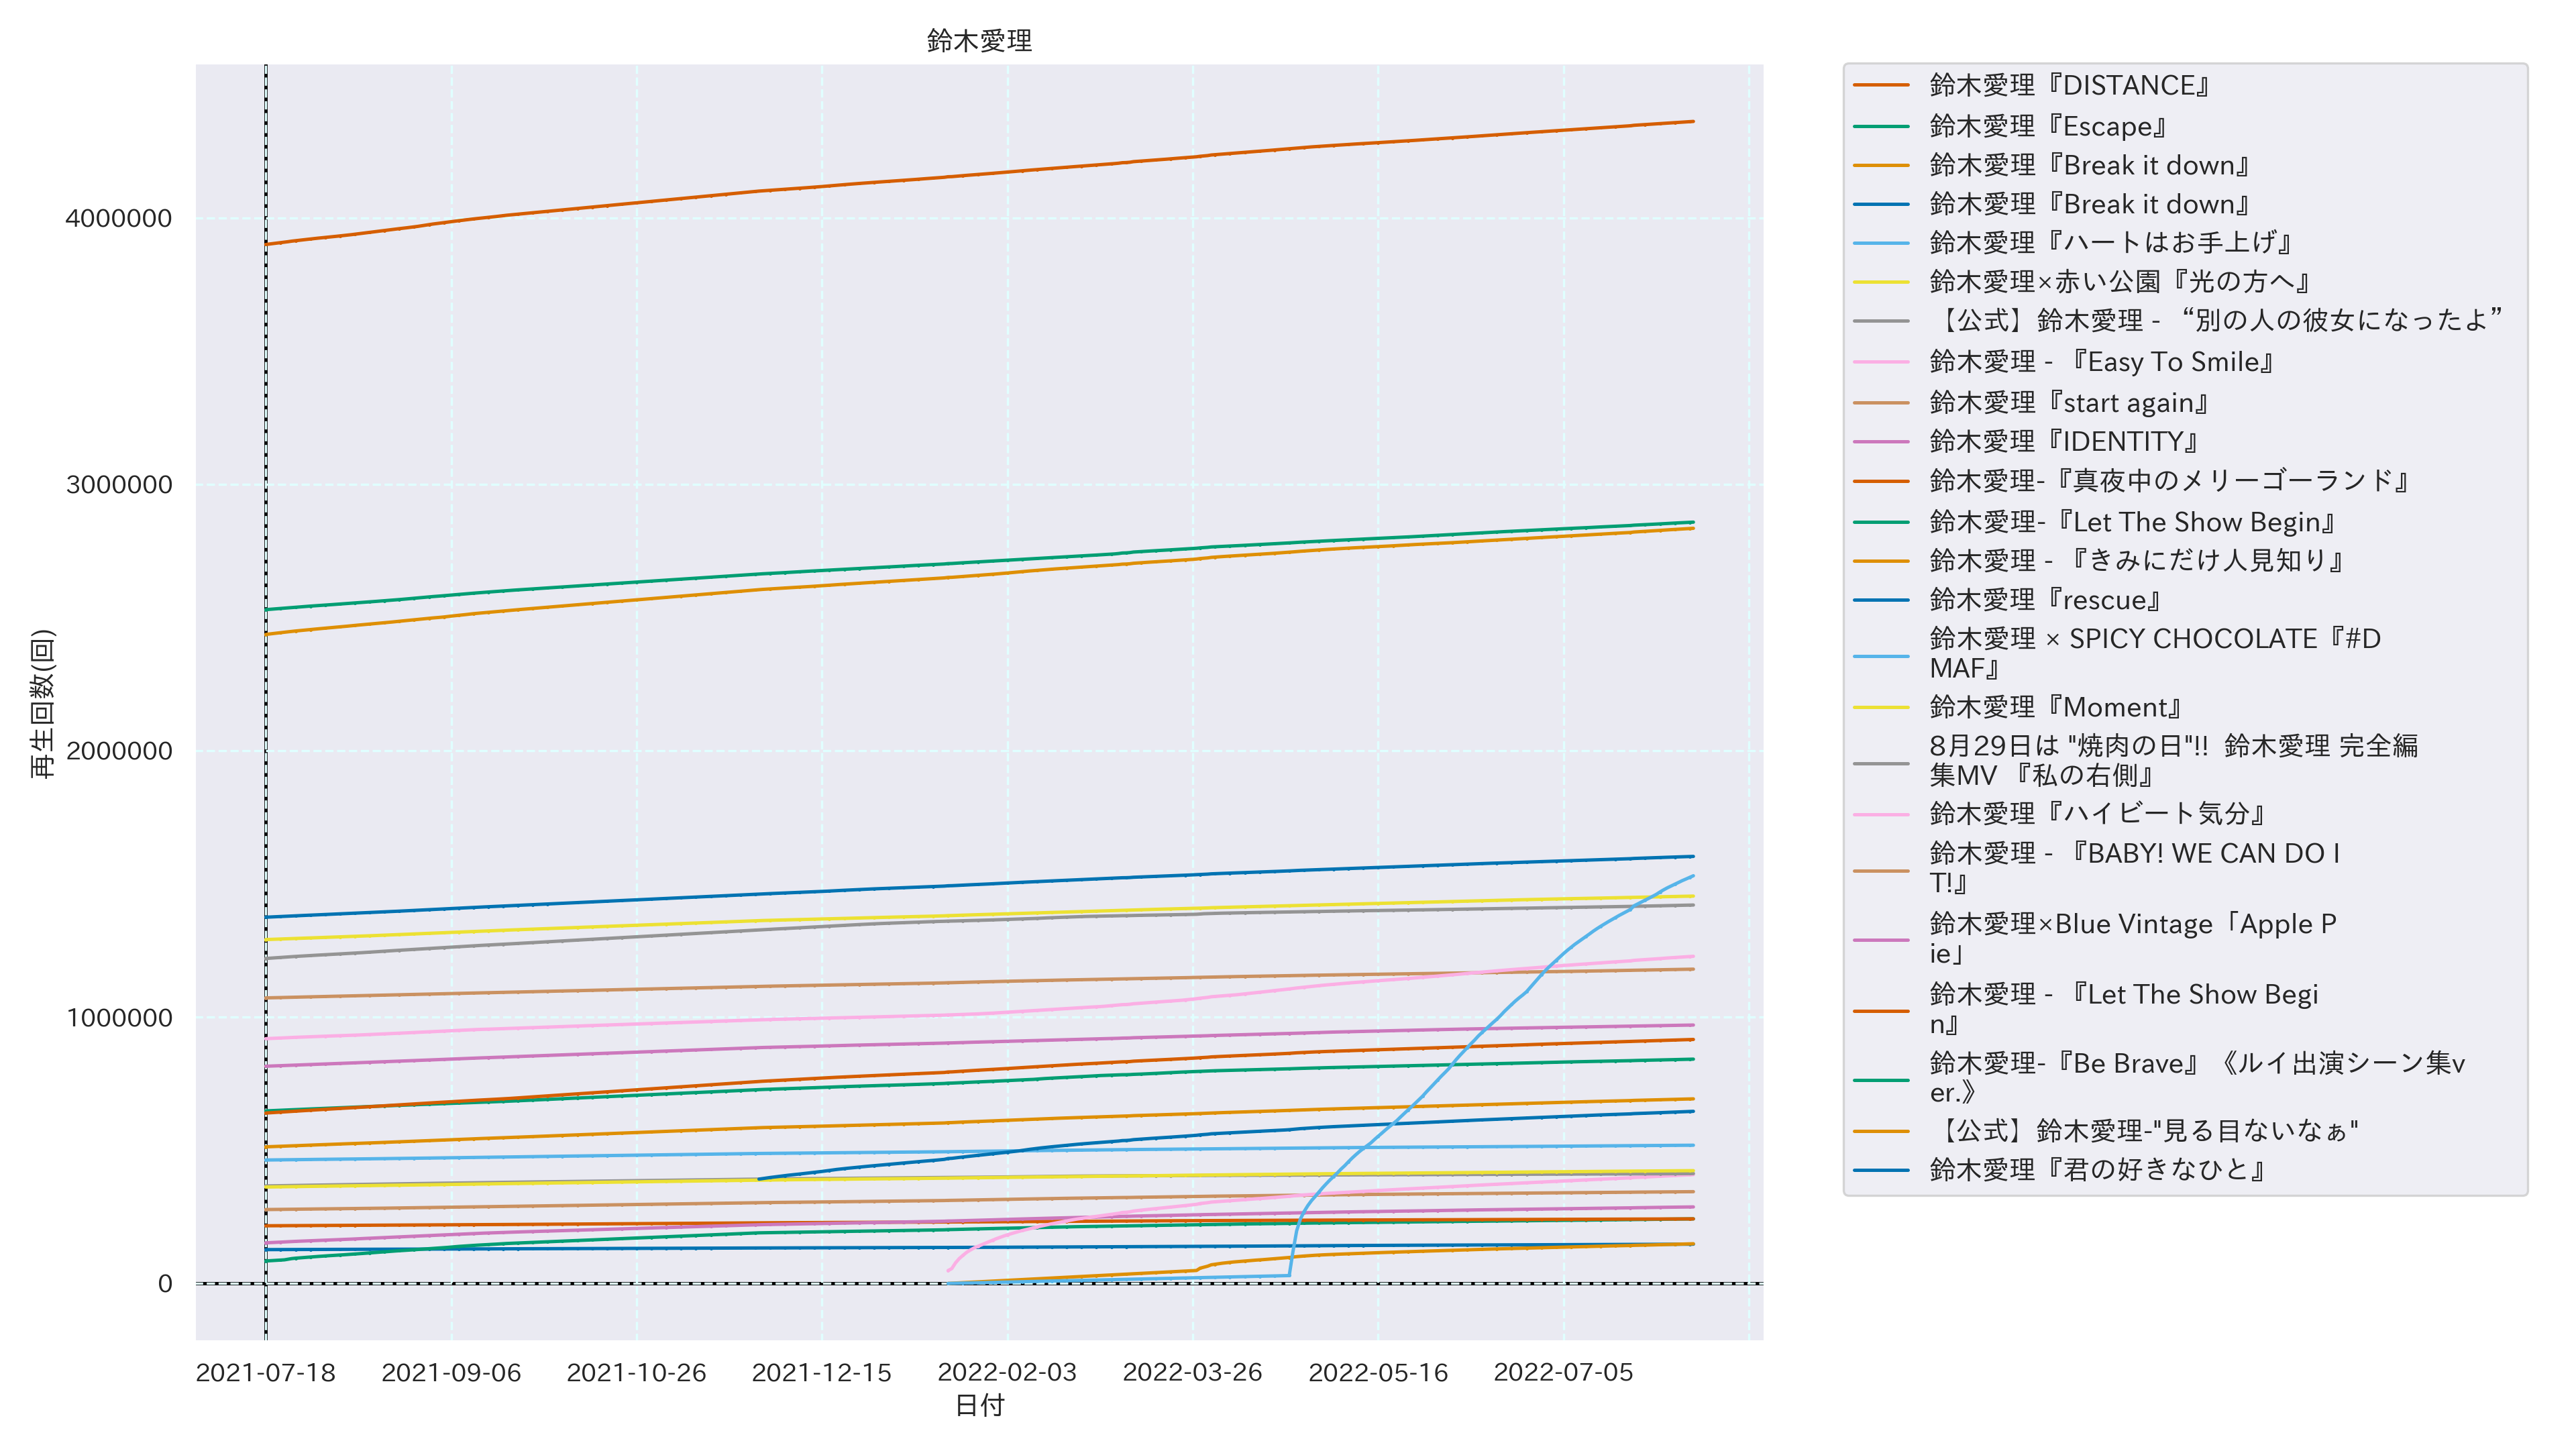 鈴木愛理
再生回数(回)
4000000
3000000
2000000
1000000
0
2021-07-18
2021-09-06
2021-10-26
2021-12-15
2022-02-03
2022-03-26
2022-05-16
2022-07-05
日付
鈴木愛理『DISTANCE』
鈴木愛理『Escape』
鈴木愛理『Break it down』
鈴木愛理『Break it down』
鈴木愛理『ハートはお手上げ』
鈴木愛理×赤い公園『光の方へ』
【公式】鈴木愛理 - “別の人の彼女になったよ”
鈴木愛理 - 『Easy To Smile』
鈴木愛理『start again』
鈴木愛理『IDENTITY』
鈴木愛理-『真夜中のメリーゴーランド』
鈴木愛理-『Let The Show Begin』
鈴木愛理 - 『きみにだけ人見知り』
鈴木愛理『rescue』
鈴木愛理 × SPICY CHOCOLATE『#D
MAF』
鈴木愛理『Moment』
8月29日は "焼肉の日"!! 鈴木愛理 完全編
集MV 『私の右側』
鈴木愛理『ハイビート気分』
鈴木愛理 - 『BABY! WE CAN DO I
T!』
鈴木愛理×Blue Vintage「Apple P
ie」
鈴木愛理 - 『Let The Show Begi
n』
鈴木愛理-『Be Brave』《ルイ出演シーン集v
er.》
【公式】鈴木愛理-"見る目ないなぁ"
鈴木愛理『君の好きなひと』